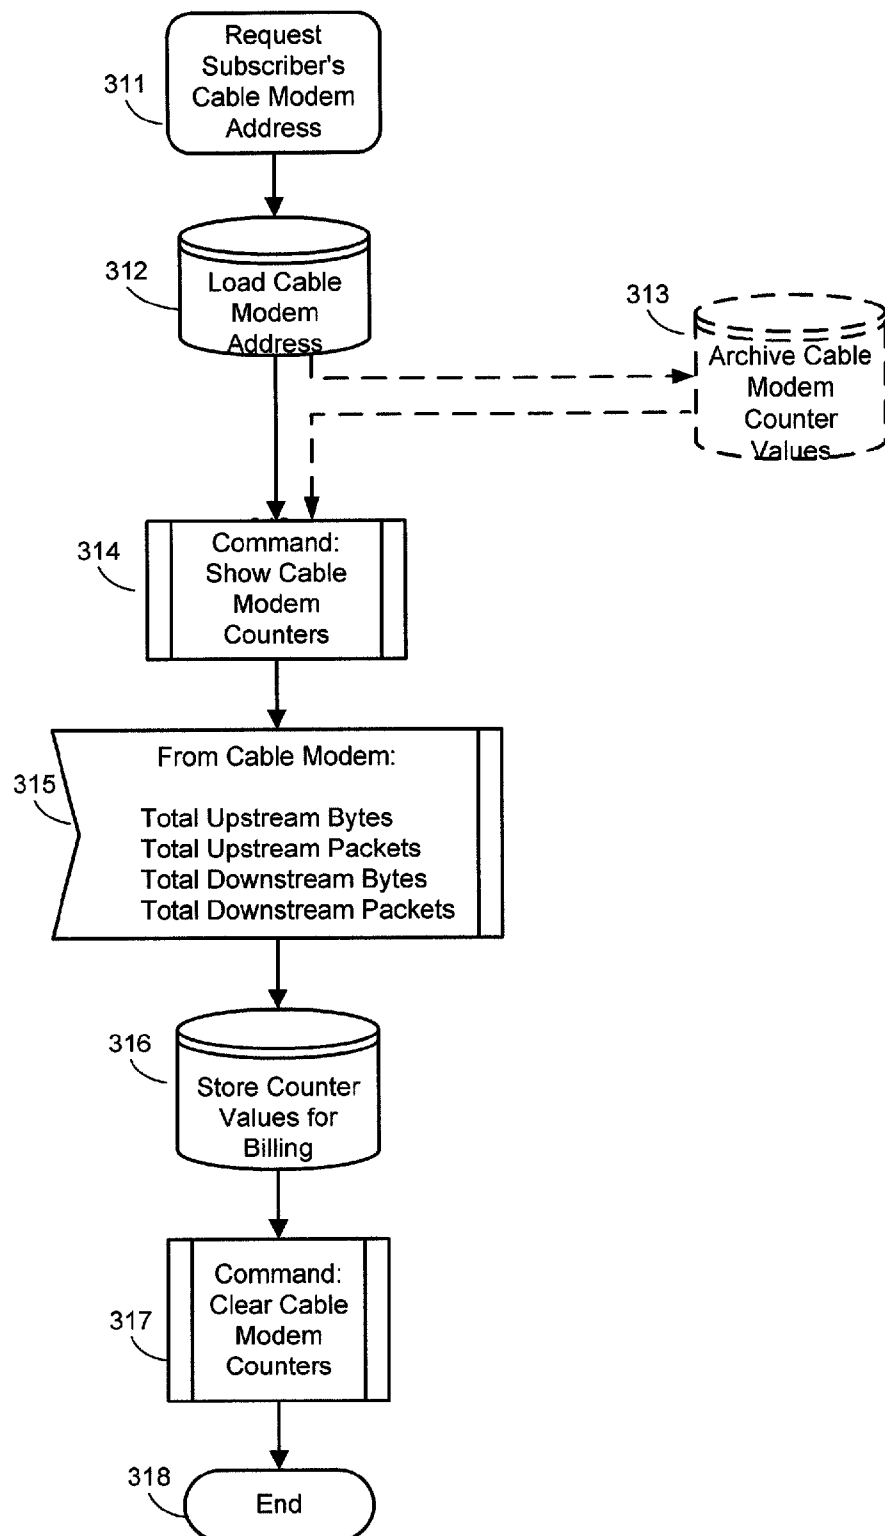 Request
Subscriber's
Cable Modem
Address
311
312
Load Cable
Modem
Address
313
Archive Cable
Modem
Counter
Values
314
Command:
Show Cable
Modem
Counters
315
From Cable Modem:
Total Upstream Bytes
Total Upstream Packets
Total Downstream Bytes
Total Downstream Packets
316
Store Counter
Values for
Billing
317
Command:
Clear Cable
Modem
Counters
318
End